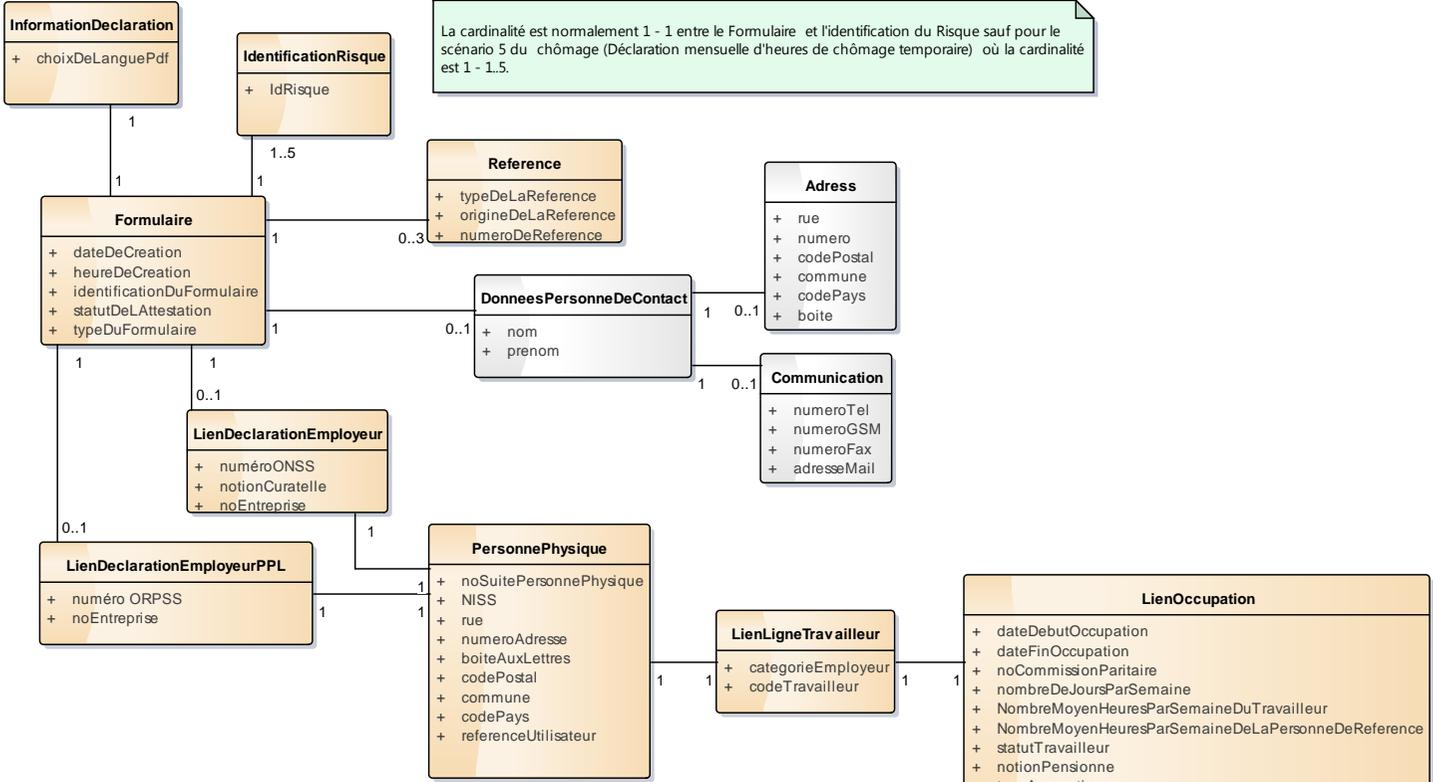 InformationDeclaration
+ choixDeLanguePdf
IdentificationRisque
+ IdRisque
La cardinalité est normalement 1 - 1 entre le Formulaire et l'identification du Risque sauf pour le
scénario 5 du chômage (Déclaration mensuelle d'heures de chômage temporaire) où la cardinalité
est 1 - 1..5.
1
1
1..5
1
Reference
+ typeDeLaReference
+ origineDeLaReference
+ numeroDeReference
Adress
+ rue
+ numero
+ codePostal
+ commune
+ codePays
+ boite
Formulaire
+ dateDeCreation
+ heureDeCreation
+ identificationDuFormulaire
+ statutDeLAttestation
+ typeDuFormulaire
1
0..3
1
0..1
DonneesPersonneDeContact
+ nom
+ prenom
1
0..1
1
0..1
Communication
+ numeroTel
+ numeroGSM
+ numeroFax
+ adresseMail
1
1
0..1
LienDeclarationEmployeur
+ numéroONSS
+ notionCuratelle
+ noEntreprise
0..1
1
1
LienDeclarationEmployeurPPL
+ numéro ORPSS
+ noEntreprise
1
1
PersonnePhysique
+ noSuitePersonnePhysique
+ NISS
+ rue
+ numeroAdresse
+ boiteAuxLettres
+ codePostal
+ commune
+ codePays
+ referenceUtilisateur
1
1
LienLigneTravailleur
+ categorieEmployeur
+ codeTravailleur
1
1
LienOccupation
+ dateDebutOccupation
+ dateFinOccupation
+ noCommissionParitaire
+ nombreDeJoursParSemaine
+ NombreMoyenHeuresParSemaineDuTravailleur
+ NombreMoyenHeuresParSemaineDeLaPersonneDeReference
+ statutTravailleur
+ notionPensionne